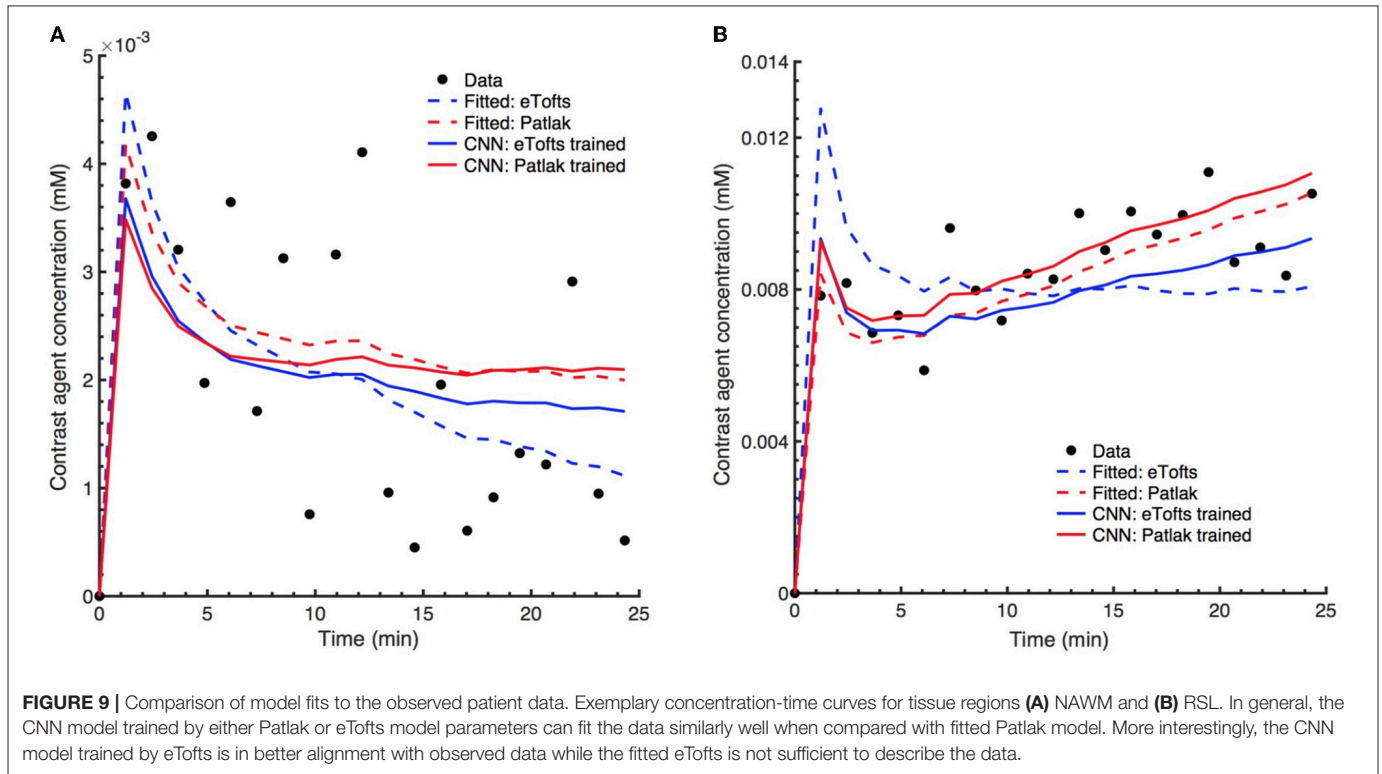 A
×10⁻³
5
4
3
2
1
0
Contrast agent concentration (mM)
Data
Fitted: eTofts
Fitted: Patlak
CNN: eTofts trained
CNN: Patlak trained
0 5 10 15 20 25
Time (min)
B
0.014
0.012
0.008
0.004
0
Contrast agent concentration (mM)
Data
Fitted: eTofts
Fitted: Patlak
CNN: eTofts trained
CNN: Patlak trained
0 5 10 15 20 25
Time (min)
FIGURE 9 | Comparison of model fits to the observed patient data. Exemplary concentration-time curves for tissue regions (A) NAWM and (B) RSL. In general, the
CNN model trained by either Patlak or eTofts model parameters can fit the data similarly well when compared with fitted Patlak model. More interestingly, the CNN
model trained by eTofts is in better alignment with observed data while the fitted eTofts is not sufficient to describe the data.